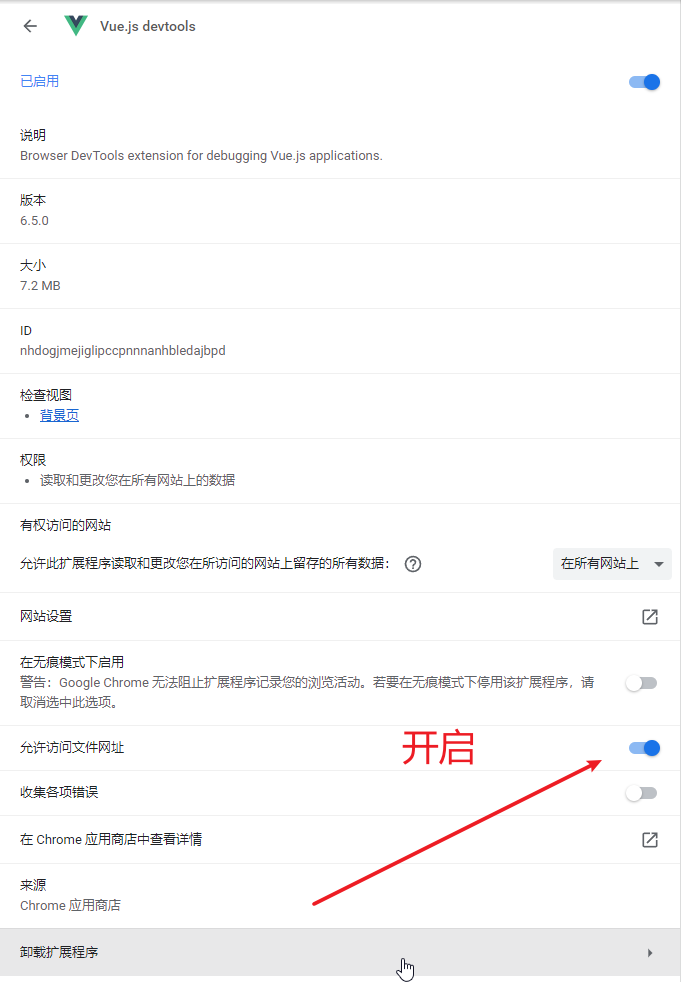 Vue.js devtools
已启用
说明
Browser DevTools extension for debugging Vue.js applications.
版本
6.5.0
大小
7.2 MB
ID
nhdogjmejiglipccpnnnanhbledajbpd
检查视图
背景页
权限
读取和更改您在所有网站上的数据
有权访问的网站
允许此扩展程序读取和更改您在所访问的网站上留存的所有数据: 在所有网站上
网站设置
在无痕模式下启用
警告：Google Chrome 无法阻止扩展程序记录您的浏览活动。若要在无痕模式下停用该扩展程序，请
取消选中此选项。
允许访问文件网址
开启
收集各项错误
在 Chrome 应用商店中查看详情
来源
Chrome 应用商店
卸载扩展程序